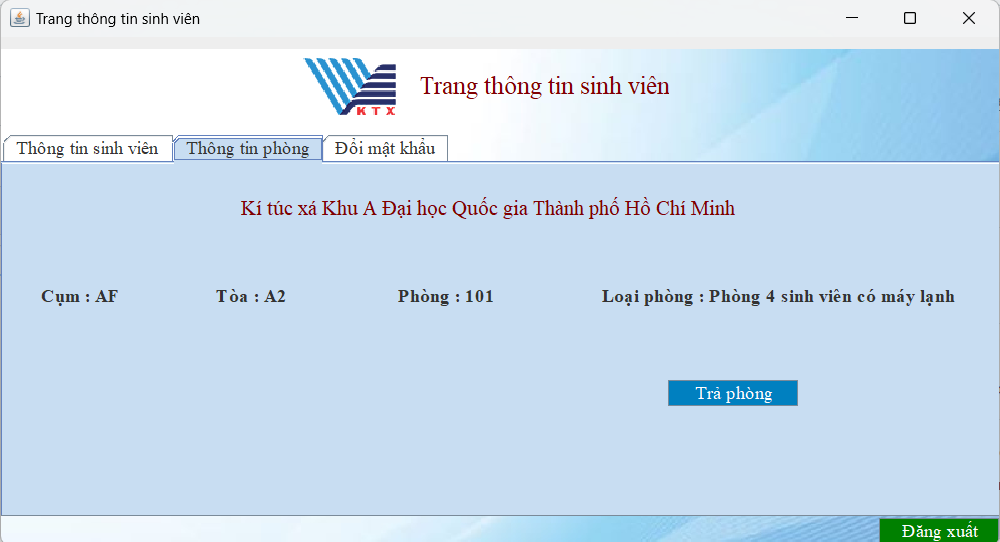 Trang thông tin sinh viên
KTX
Trang thông tin sinh viên
Thông tin sinh viên Thông tin phòng Đổi mật khẩu
Kí túc xá Khu A Đại học Quốc gia Thành phố Hồ Chí Minh
Cụm : AF Tòa : A2 Phòng : 101 Loại phòng : Phòng 4 sinh viên có máy lạnh
Trả phòng
Đăng xuất